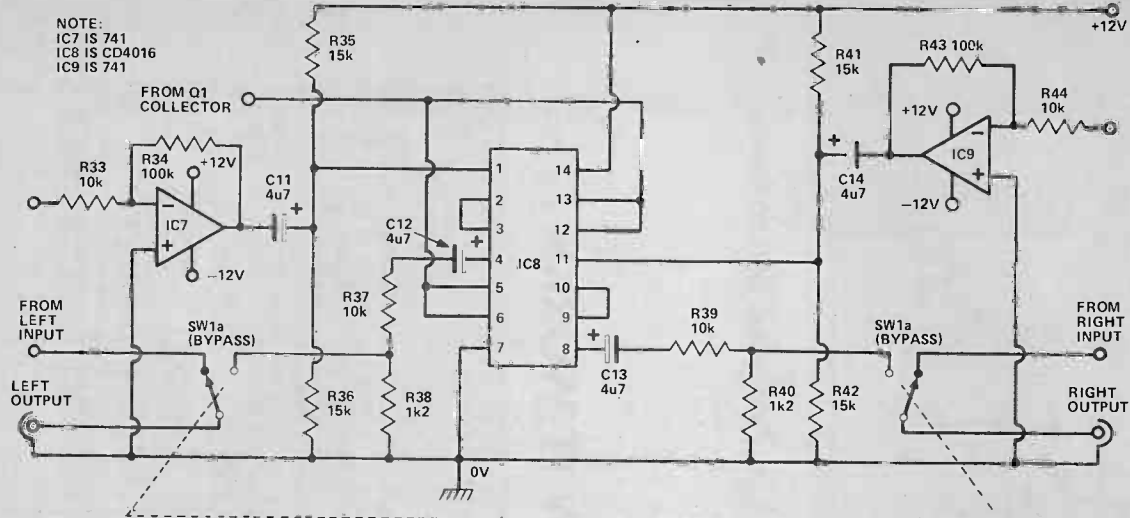 NOTE:
IC7 IS 741
IC8 IS CD4016
IC9 IS 741
FROM Q1
COLLECTOR
R35
15k
R41
15k
+12V
R43 100k
R44
10k
+12V
IC9
−
+
−12V
R33
10k
R34
100k
+12V
IC7
−
+
−12V
C11
4u7
+
+
C14
4u7
1
2
3
4
5
6
7
IC8
14
13
12
11
10
9
8
C12
4u7
+
R37
10k
+
C13
4u7
R39
10k
FROM
LEFT
INPUT
SW1a
(BYPASS)
LEFT
OUTPUT
R36
15k
R38
1k2
0V
R40
1k2
R42
15k
SW1a
(BYPASS)
FROM
RIGHT
INPUT
RIGHT
OUTPUT